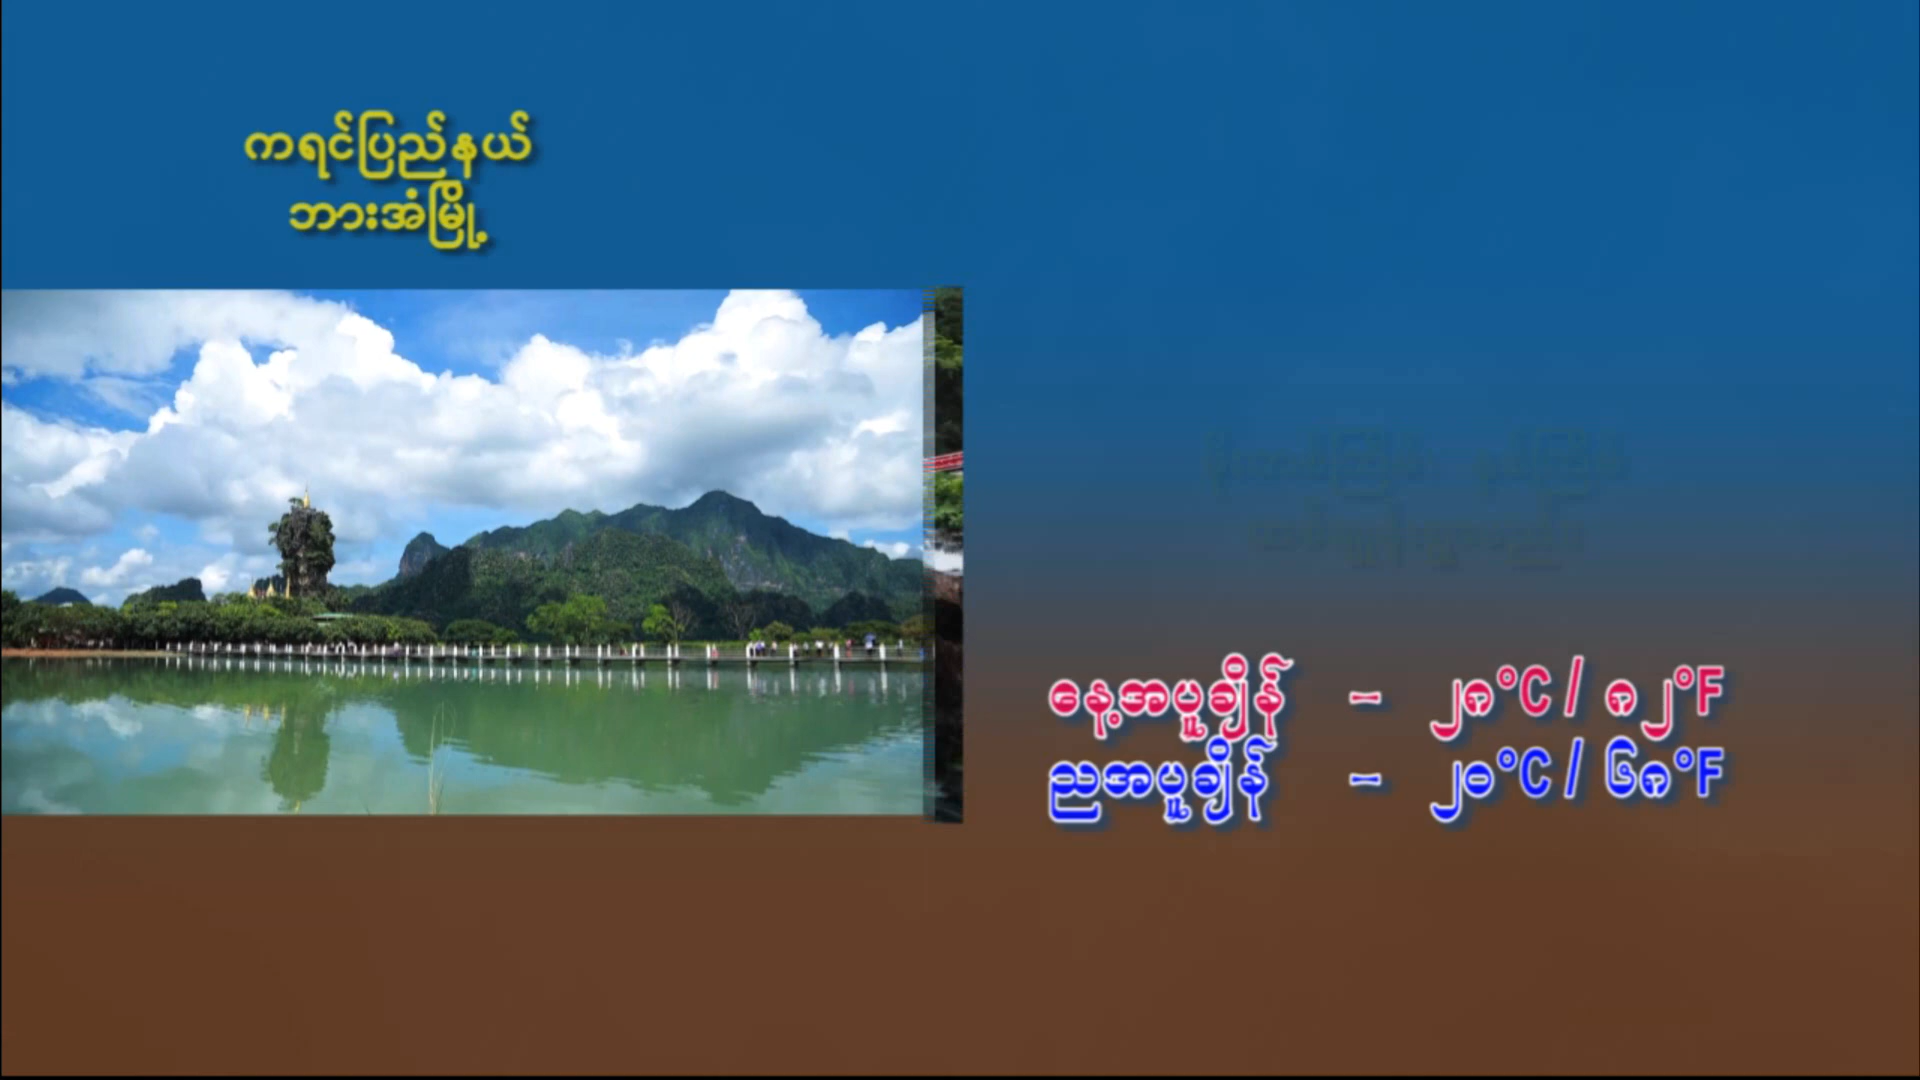 ကရင်ပြည်နယ်
ဘားအံမြို့
နေ့အပူချိန် - ၂၈°C / ၈၂°F
ညအပူချိန် - ၂၀°C / ၆၈°F